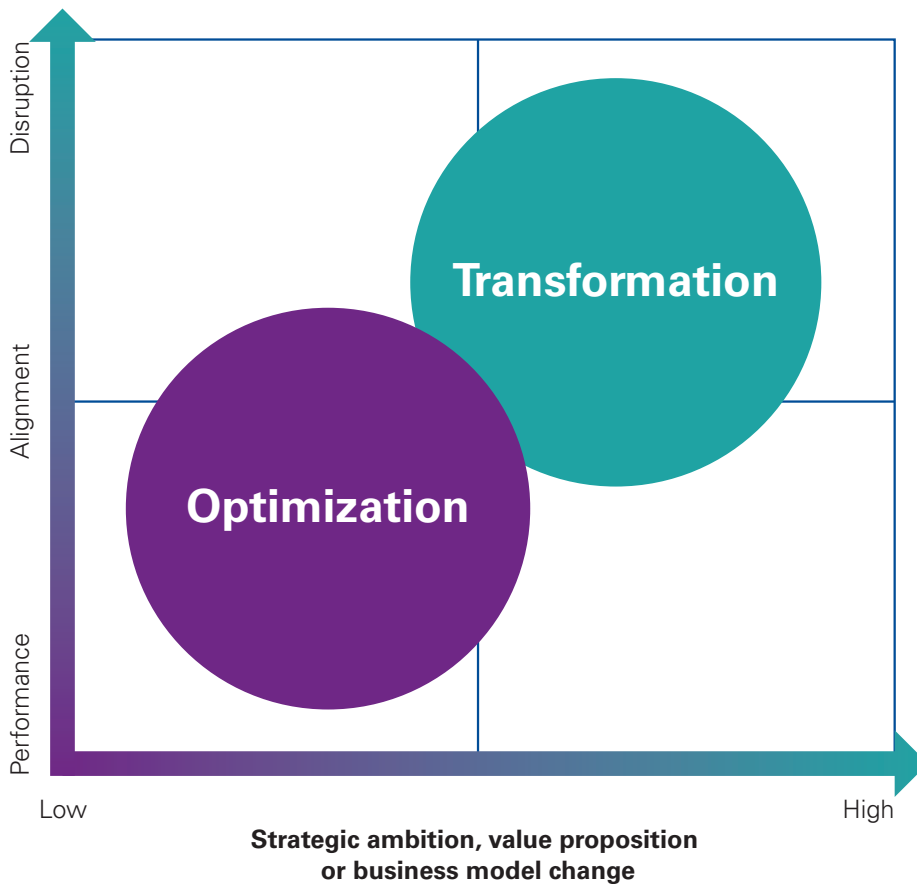 Disruption
Transformation
Alignment
Optimization
Performance
Low
High
Strategic ambition, value proposition
or business model change